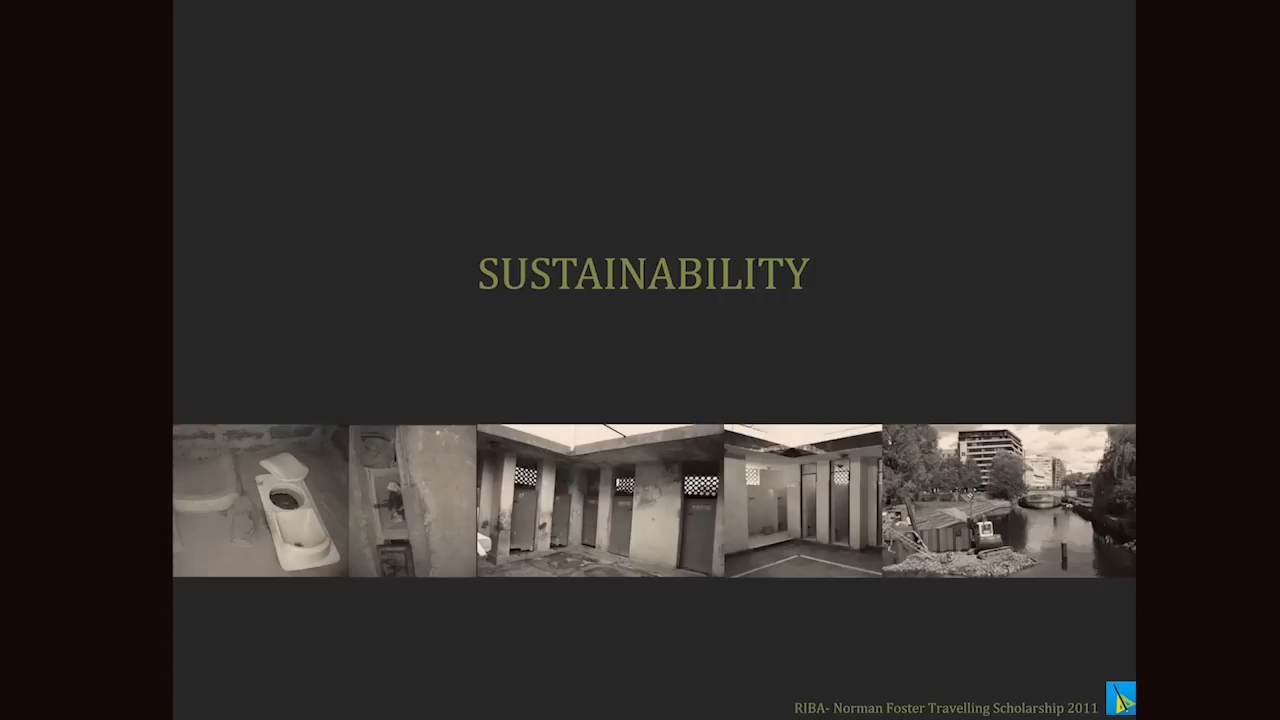 SUSTAINABILITY
RIBA- Norman Foster Travelling Scholarship 2011